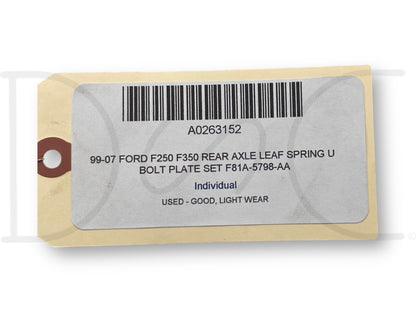 A0263152
99-07 FORD F250 F350 REAR AXLE LEAF SPRING U
BOLT PLATE SET F81A-5798-AA
Individual
USED - GOOD, LIGHT WEAR